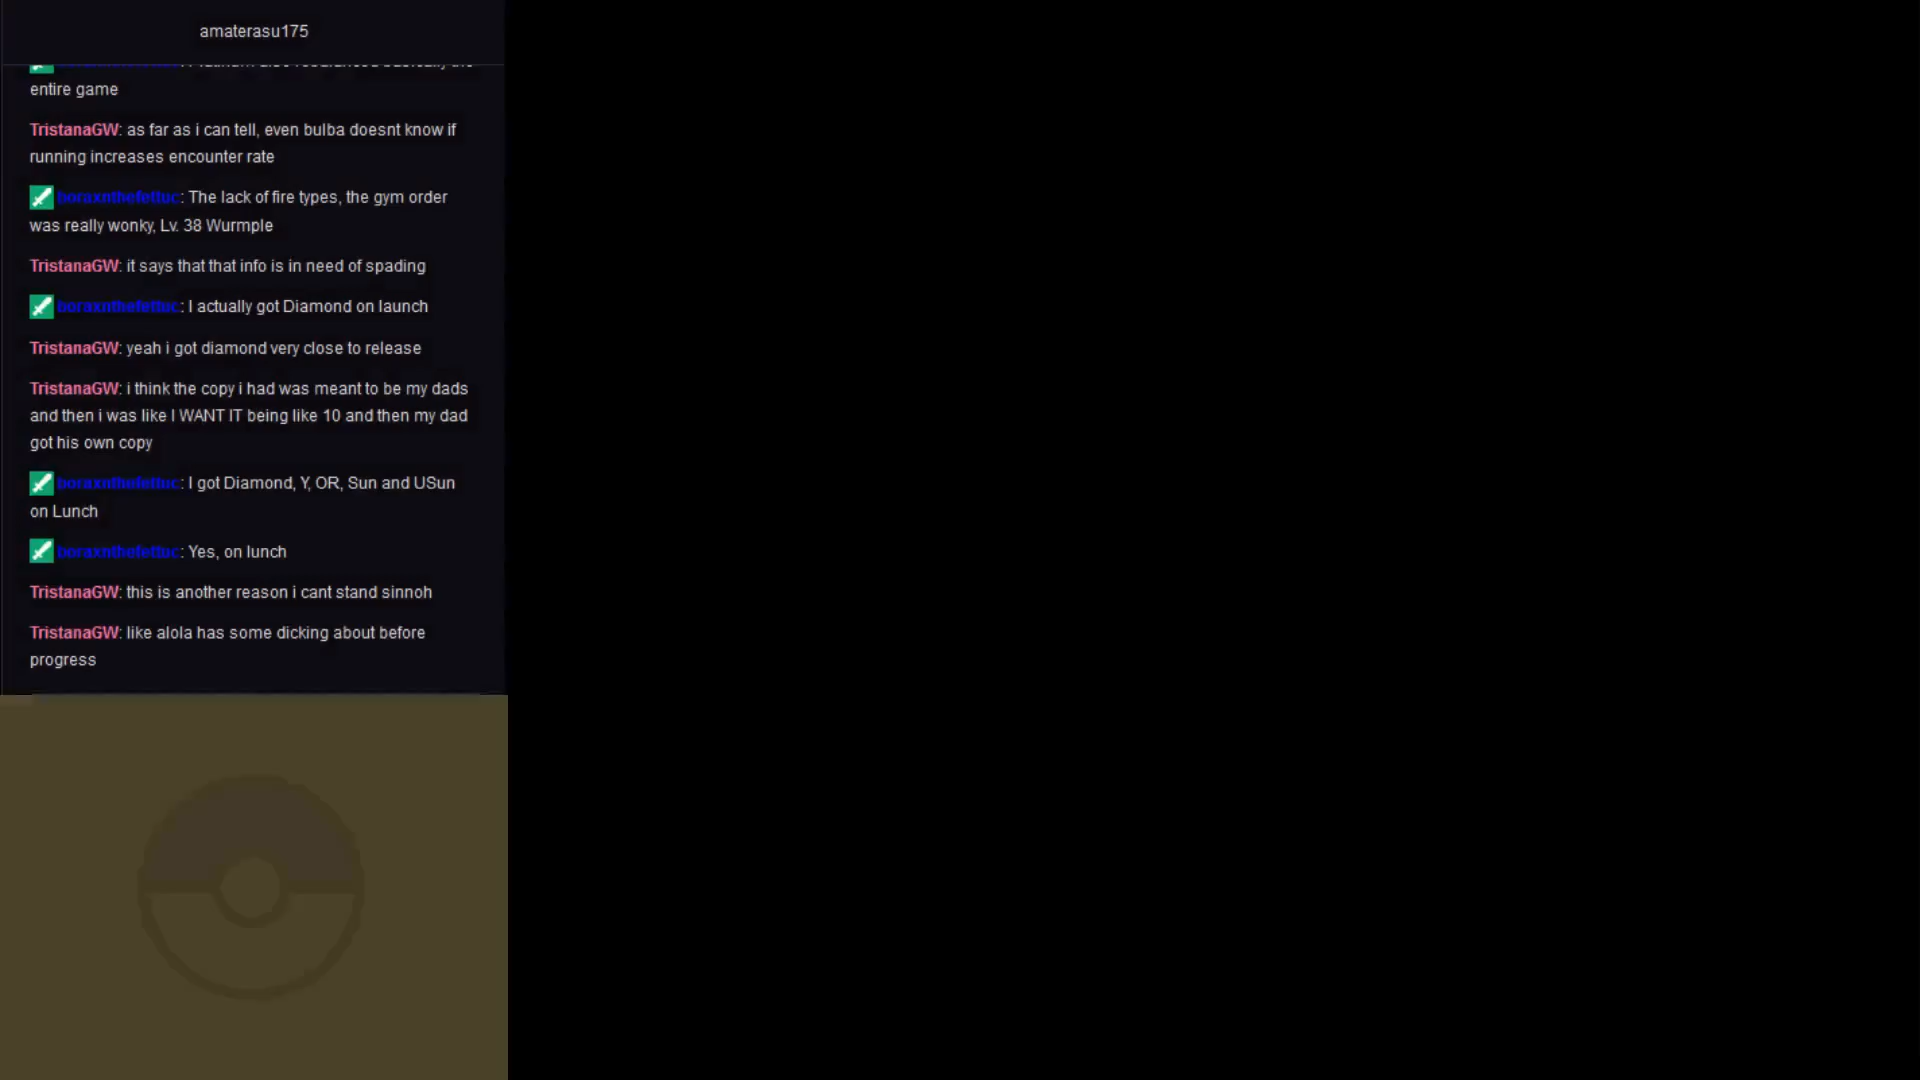 amaterasu175
entire game
TristanaGW: as far as i can tell, even bulba doesnt know if
running increases encounter rate
boraxnthefettuc: The lack of fire types, the gym order
was really wonky, Lv. 38 Wurmple
TristanaGW: it says that that info is in need of spading
boraxnthefettuc: I actually got Diamond on launch
TristanaGW: yeah i got diamond very close to release
TristanaGW: i think the copy i had was meant to be my dads
and then i was like I WANT IT being like 10 and then my dad
got his own copy
boraxnthefettuc: I got Diamond, Y, OR, Sun and USun
on Lunch
boraxnthefettuc: Yes, on lunch
TristanaGW: this is another reason i cant stand sinnoh
TristanaGW: like alola has some dicking about before
progress